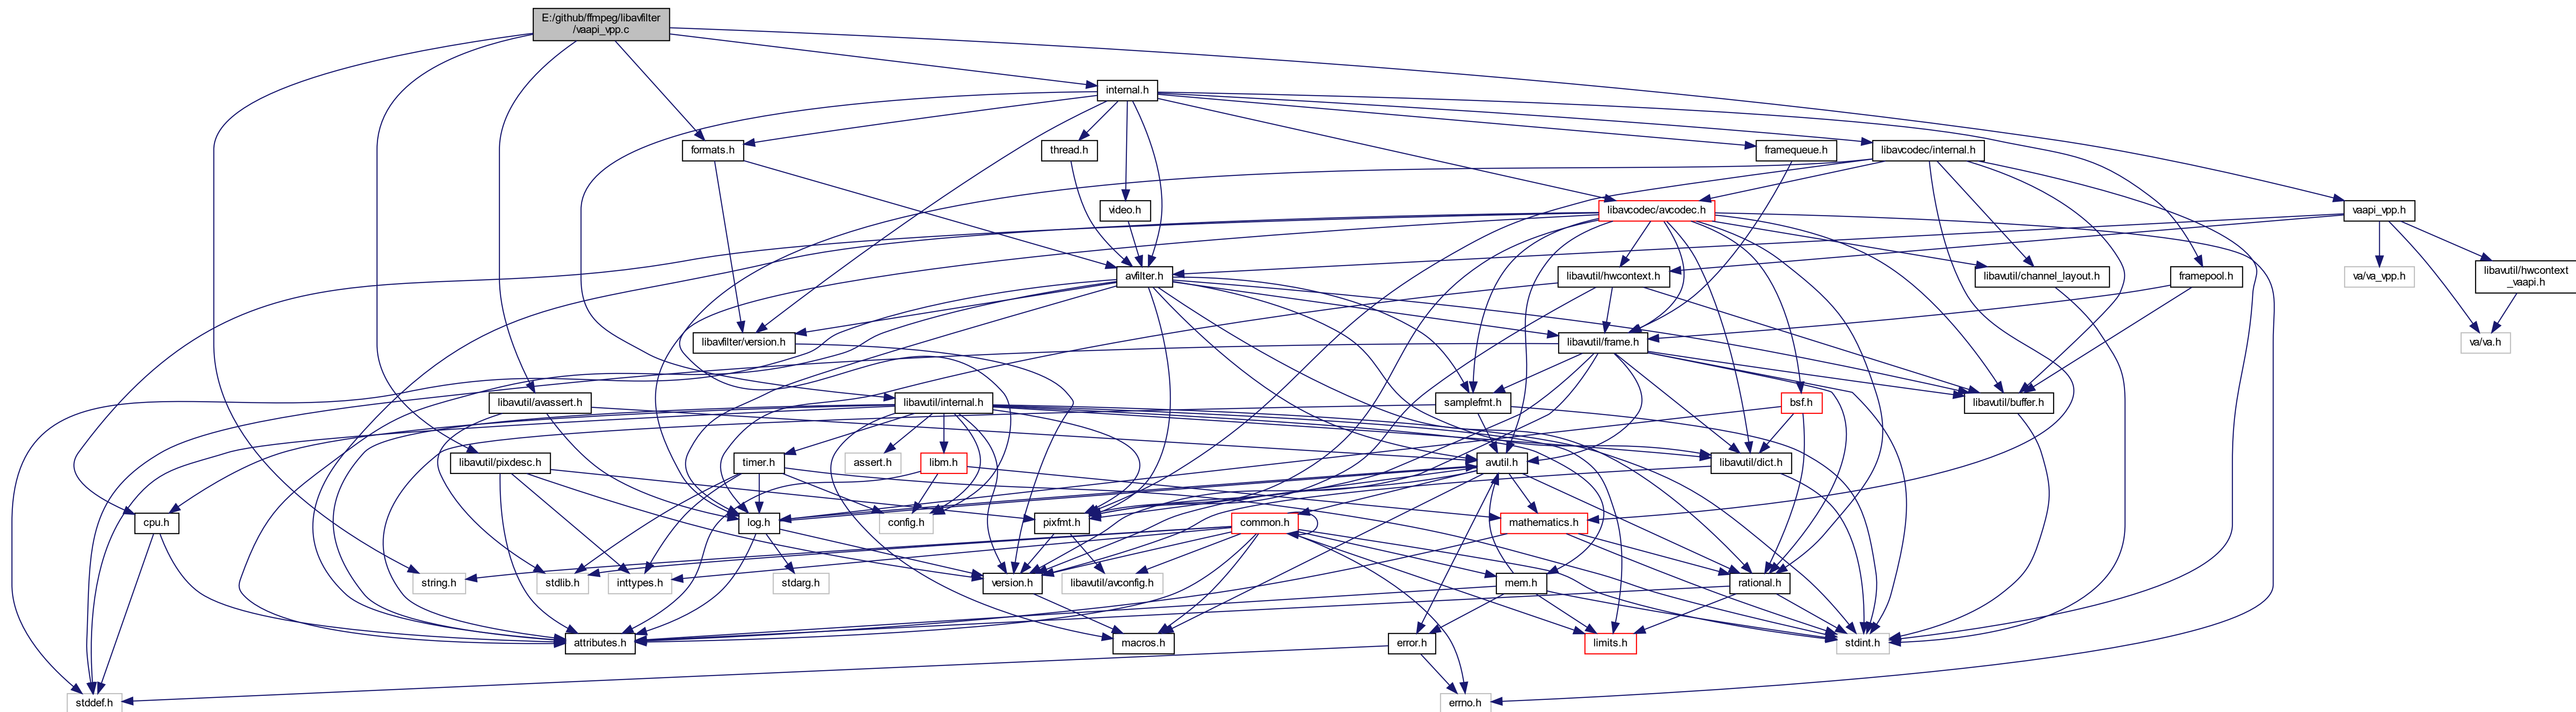 E:/github/ffmpeg/libavfilter
/vaapi_vpp.c
internal.h
formats.h
thread.h
framequeue.h
libavcodec/internal.h
video.h
libavcodec/avcodec.h
vaapi_vpp.h
avfilter.h
libavutil/hwcontext.h
libavutil/channel_layout.h
framepool.h
va/va_vpp.h
libavutil/hwcontext
_vaapi.h
libavfilter/version.h
libavutil/frame.h
va/va.h
libavutil/avassert.h
libavutil/internal.h
samplefmt.h
bsf.h
libavutil/buffer.h
libavutil/pixdesc.h
timer.h
assert.h
libm.h
avutil.h
libavutil/dict.h
cpu.h
log.h
config.h
pixfmt.h
common.h
mathematics.h
string.h
stdlib.h
inttypes.h
stdarg.h
version.h
libavutil/avconfig.h
mem.h
rational.h
attributes.h
macros.h
error.h
limits.h
stdint.h
stddef.h
errno.h